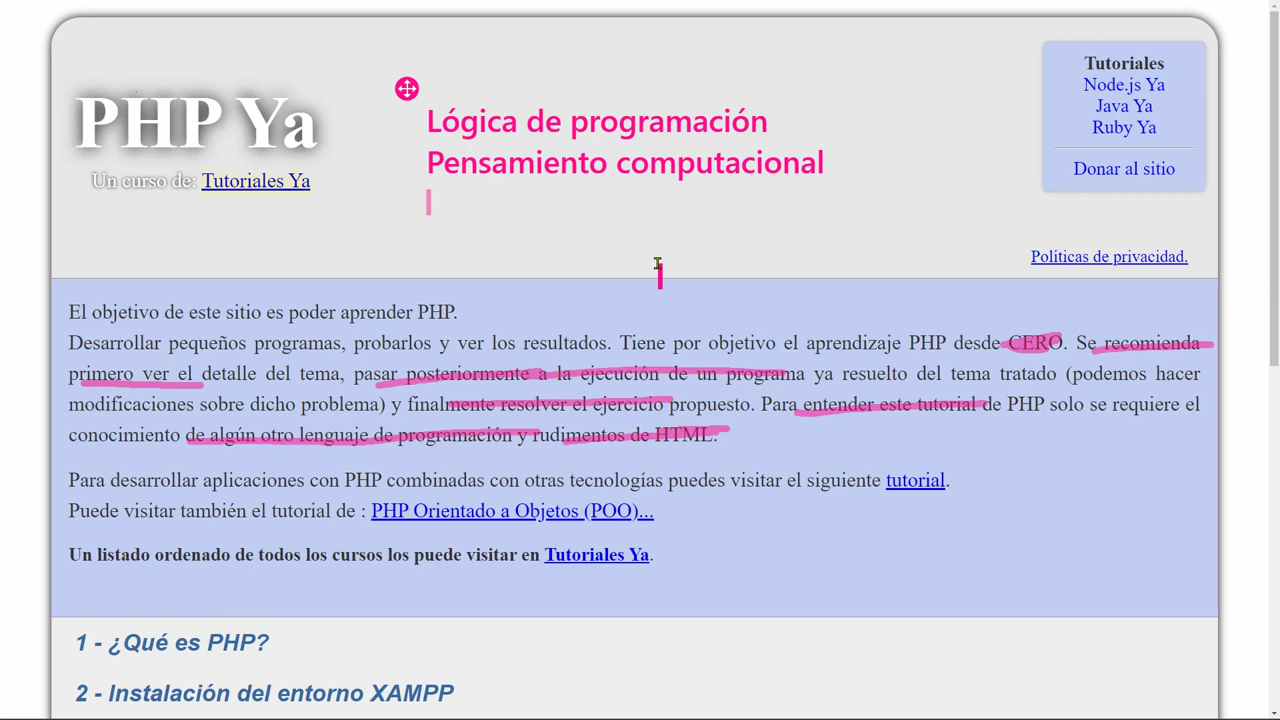 PHP Ya
Un curso de: Tutoriales Ya
Lógica de programación
Pensamiento computacional
Tutoriales
Node.js Ya
Java Ya
Ruby Ya
Donar al sitio
Políticas de privacidad.
El objetivo de este sitio es poder aprender PHP.
Desarrollar pequeños programas, probarlos y ver los resultados. Tiene por objetivo el aprendizaje PHP desde CERO. Se recomienda
primero ver el detalle del tema, pasar posteriormente a la ejecución de un programa ya resuelto del tema tratado (podemos hacer
modificaciones sobre dicho problema) y finalmente resolver el ejercicio propuesto. Para entender este tutorial de PHP solo se requiere el
conocimiento de algún otro lenguaje de programación y rudimentos de HTML.
Para desarrollar aplicaciones con PHP combinadas con otras tecnologías puedes visitar el siguiente tutorial.
Puede visitar también el tutorial de : PHP Orientado a Objetos (POO)...
Un listado ordenado de todos los cursos los puede visitar en Tutoriales Ya.
1 - ¿Qué es PHP?
2 - Instalación del entorno XAMPP